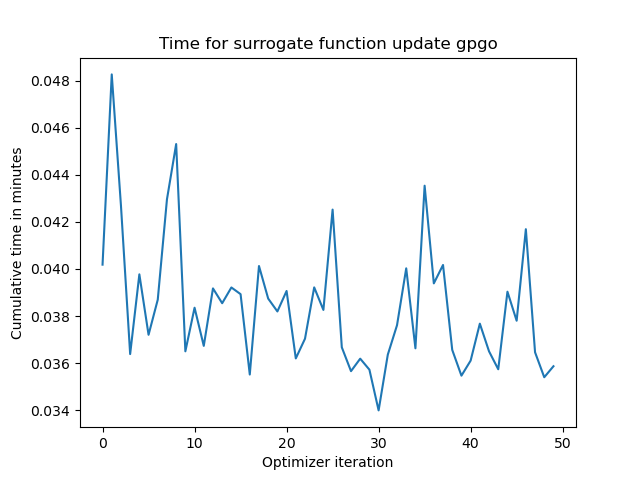 Time for surrogate function update gpgo
Cumulative time in minutes
0.048
0.046
0.044
0.042
0.040
0.038
0.036
0.034
0 10 20 30 40 50
Optimizer iteration